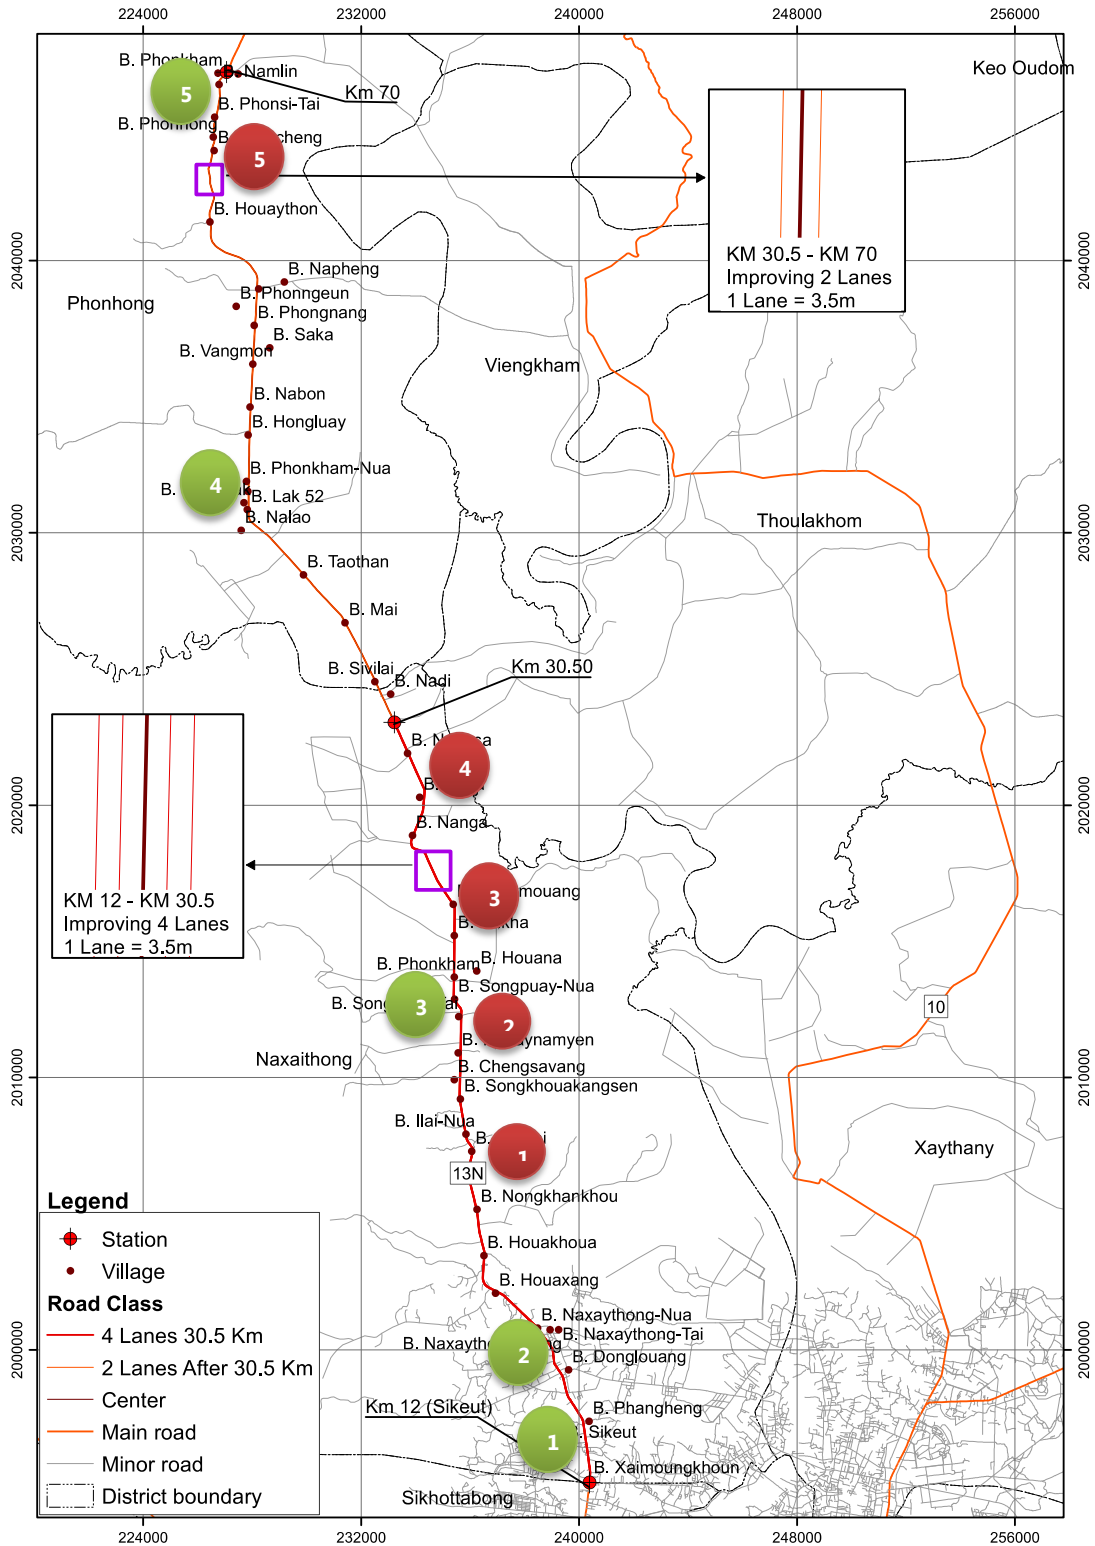 224000
232000
240000
248000
256000
B. Phonkham
Namlin
Keo Oudom
Km 70
5
B. Phonsi-Tai
B. Phonhong
B.
cheng
5
B. Houaython
KM 30.5 - KM 70
Improving 2 Lanes
1 Lane = 3.5m
2040000
2040000
B. Napheng
B. Phonngeun
Phonhong
B. Phongnang
B. Saka
B. Vangmon
Viengkham
B. Nabon
B. Hongluay
B. Phonkham-Nua
4
B.
B. Lak 52
B. Nalao
Thoulakhom
2030000
2030000
B. Taothan
B. Mai
B. Sivilai
Km 30.50
B. Nadi
4
B.
2020000
2020000
B. Nanga
KM 12 - KM 30.5
Improving 4 Lanes
1 Lane = 3.5m
3
mouang
B. Houana
B. Phonkham
B. Songpuay-Nua
3
2
10
Naxaithong
B. Chengsavang
B. Songkhouakangsen
2010000
2010000
B. Ilai-Nua
B.
1
Xaythany
13N
B. Nongkhankhou
B. Houakhoua
B. Houaxang
B. Naxaythong-Nua
B. Naxaythong-Tai
2
B. Donglouang
2000000
2000000
Km 12 (Sikeut)
B. Phangheng
Sikeut
1
B. Xaimoungkhoun
Sikhottabong
Legend
Station
Village
Road Class
4 Lanes 30.5 Km
2 Lanes After 30.5 Km
Center
Main road
Minor road
District boundary
224000
232000
240000
248000
256000